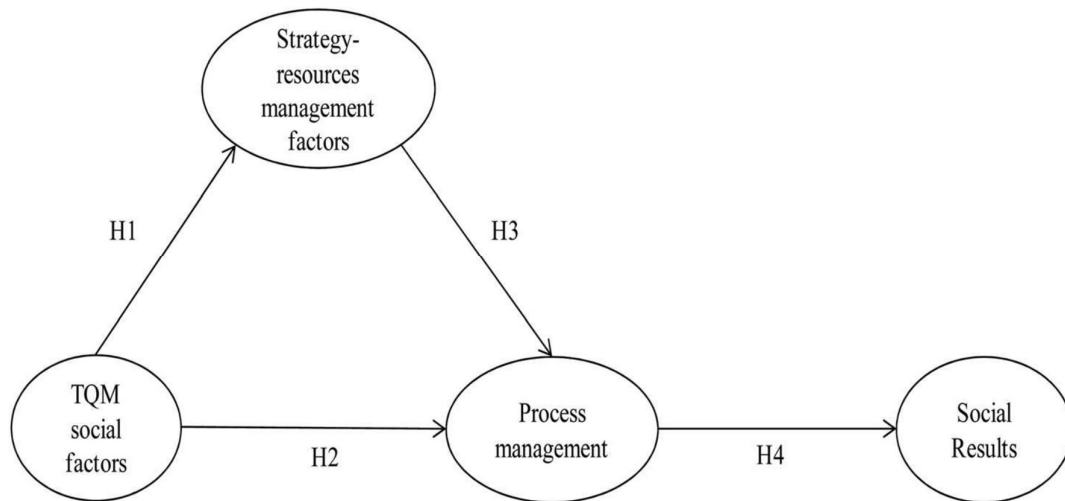 Strategy-
resources
management
factors
H1
H3
TQM
social
factors
H2
Process
management
H4
Social
Results